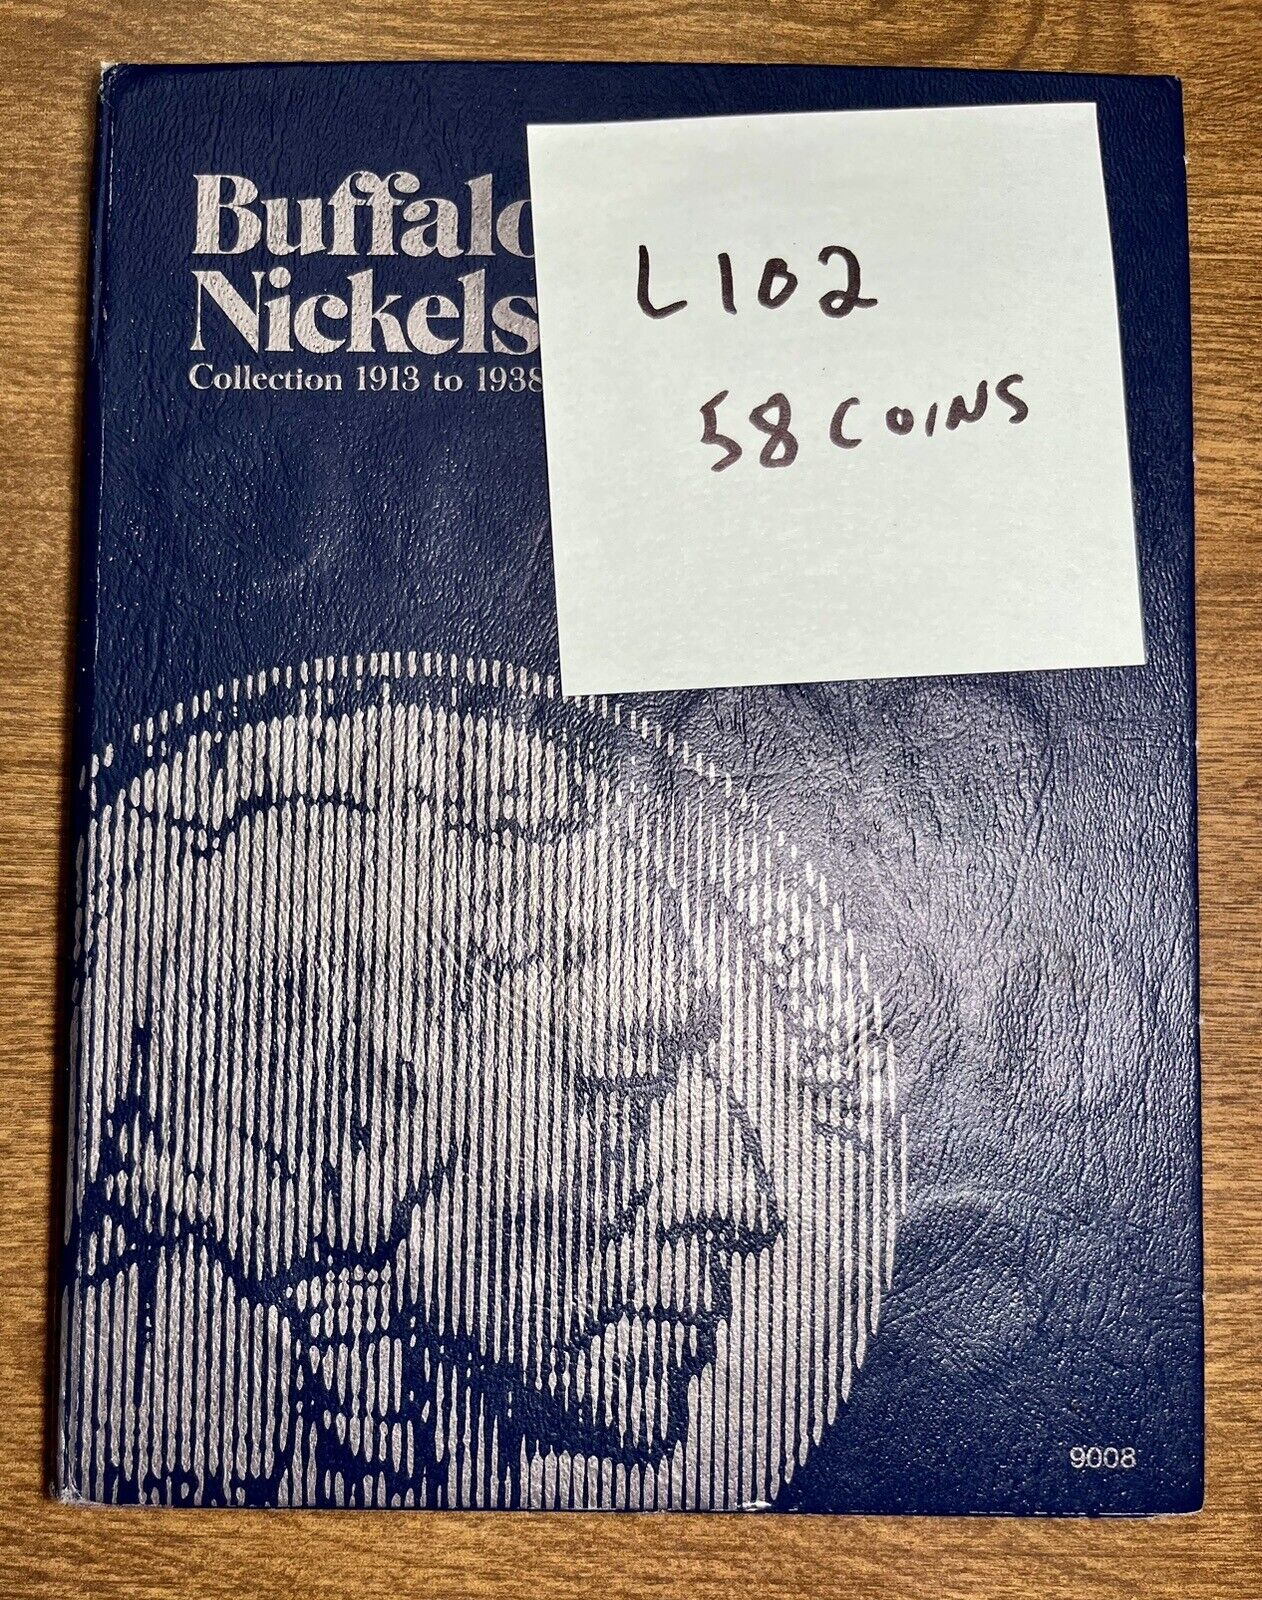 Buffalo
Nickels
Collection 1913 to 1938
L102
58 COINS
9008